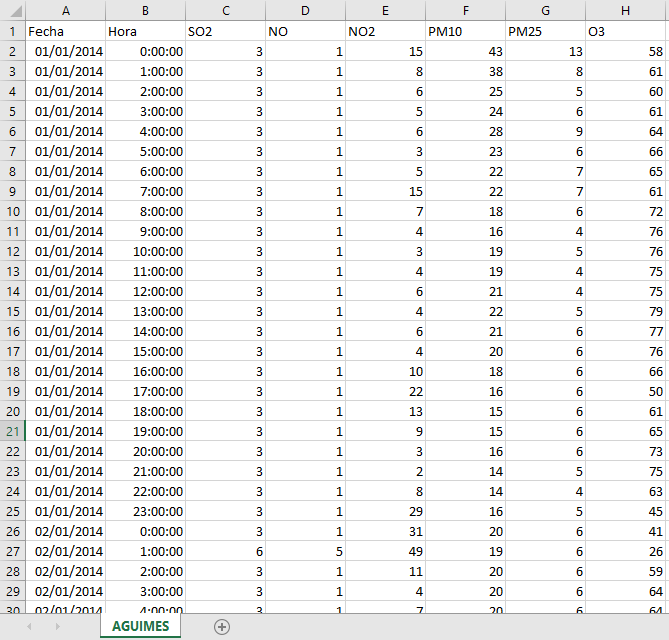 A B C D E F G H
1 Fecha Hora SO2 NO NO2 PM10 PM25 O3
2 01/01/2014 0:00:00 3 1 15 43 13 58
3 01/01/2014 1:00:00 3 1 8 38 8 61
4 01/01/2014 2:00:00 3 1 6 25 5 60
5 01/01/2014 3:00:00 3 1 5 24 6 61
6 01/01/2014 4:00:00 3 1 6 28 9 64
7 01/01/2014 5:00:00 3 1 3 23 6 66
8 01/01/2014 6:00:00 3 1 5 22 7 65
9 01/01/2014 7:00:00 3 1 15 22 7 61
10 01/01/2014 8:00:00 3 1 7 18 6 72
11 01/01/2014 9:00:00 3 1 4 16 4 76
12 01/01/2014 10:00:00 3 1 3 19 5 76
13 01/01/2014 11:00:00 3 1 4 19 4 75
14 01/01/2014 12:00:00 3 1 6 21 4 75
15 01/01/2014 13:00:00 3 1 4 22 5 79
16 01/01/2014 14:00:00 3 1 6 21 6 77
17 01/01/2014 15:00:00 3 1 4 20 6 76
18 01/01/2014 16:00:00 3 1 10 18 6 66
19 01/01/2014 17:00:00 3 1 22 16 6 50
20 01/01/2014 18:00:00 3 1 13 15 6 61
21 01/01/2014 19:00:00 3 1 9 15 6 65
22 01/01/2014 20:00:00 3 1 3 16 6 73
23 01/01/2014 21:00:00 3 1 2 14 5 75
24 01/01/2014 22:00:00 3 1 8 14 4 63
25 01/01/2014 23:00:00 3 1 29 16 5 45
26 02/01/2014 0:00:00 3 1 31 20 6 41
27 02/01/2014 1:00:00 6 5 49 19 6 26
28 02/01/2014 2:00:00 3 1 11 20 6 59
29 02/01/2014 3:00:00 3 1 4 20 6 64
30 02/01/2014 4:00:00 3 1 7 20 6 64
AGUIMES